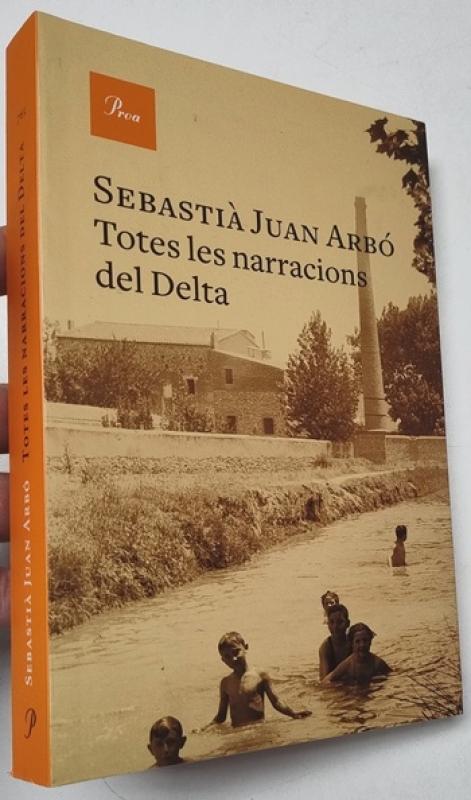 Proa
SEBASTIÀ JUAN ARBÓ
Totes les narracions
del Delta
SEBASTIÀ JUAN ARBÓ TOTES LES NARRACIONS DEL DELTA
P